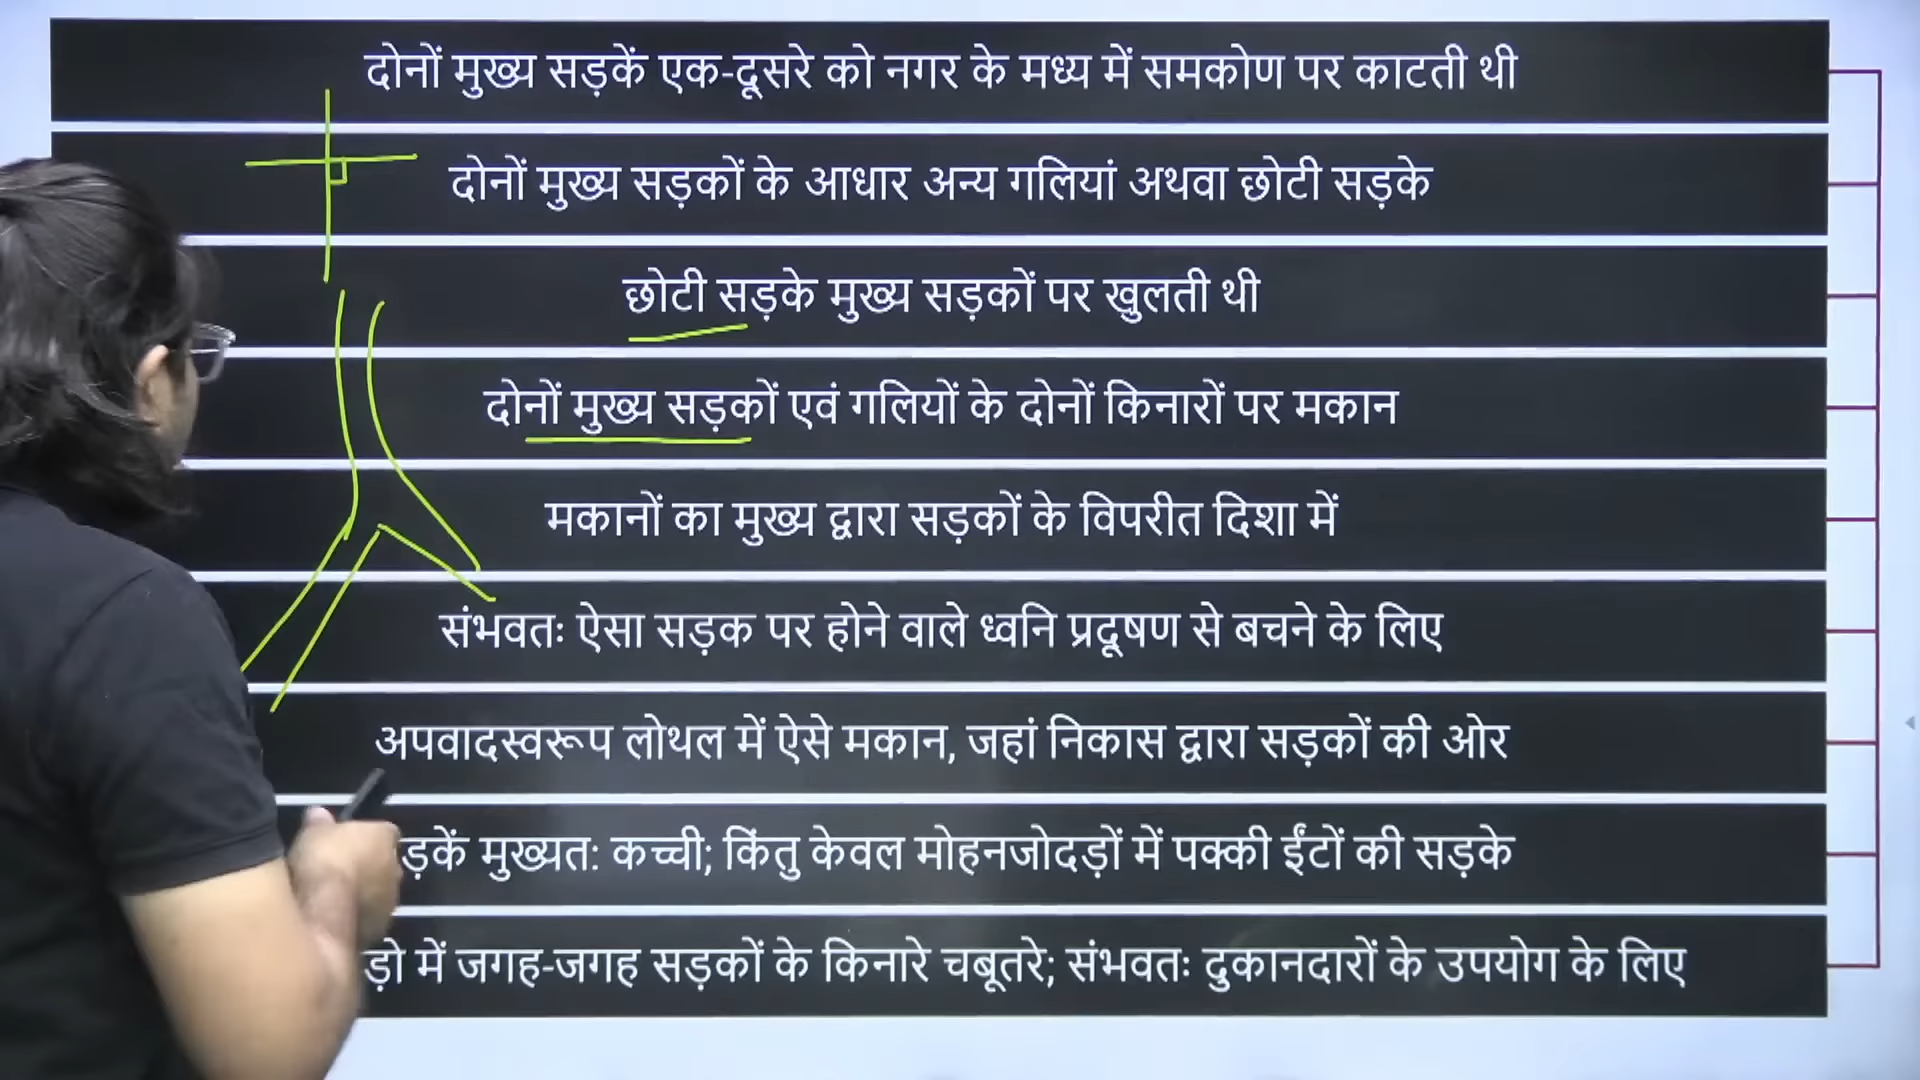 दोनों मुख्य सड़कें एक-दूसरे को नगर के मध्य में समकोण पर काटती थी
दोनों मुख्य सड़कों के आधार अन्य गलियां अथवा छोटी सड़के
छोटी सड़के मुख्य सड़कों पर खुलती थी
दोनों मुख्य सड़कों एवं गलियों के दोनों किनारों पर मकान
मकानों का मुख्य द्वारा सड़कों के विपरीत दिशा में
संभवतः ऐसा सड़क पर होने वाले ध्वनि प्रदूषण से बचने के लिए
अपवादस्वरूप लोथल में ऐसे मकान, जहां निकास द्वारा सड़कों की ओर
मुख्यत: कच्ची; किंतु केवल मोहनजोदड़ों में पक्की ईंटों की सड़के
में जगह-जगह सड़कों के किनारे चबूतरे; संभवतः दुकानदारों के उपयोग के लिए